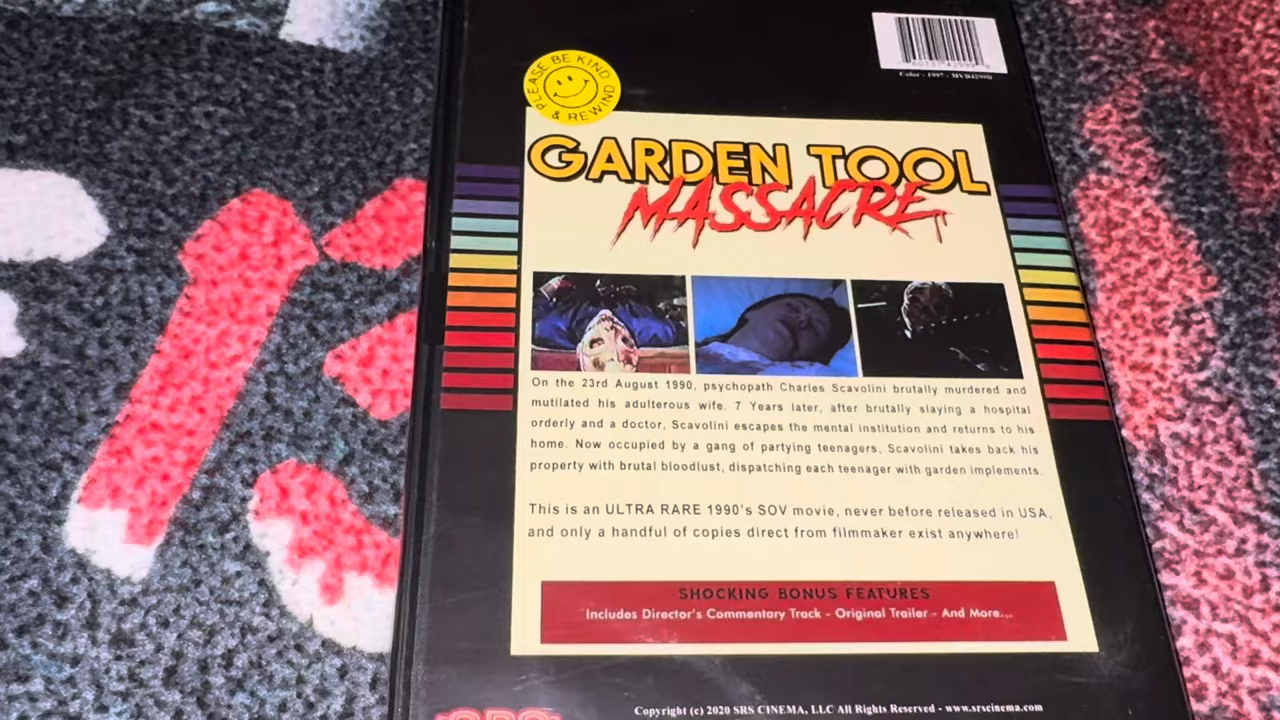 Color - 1997 - MVD4299D
PLEASE BE KIND
& REWIND
GARDEN TOOL
MASSACRE
On the 23rd August 1990, psychopath Charles Scavolini brutally murdered and
mutilated his adulterous wife. 7 Years later, after brutally slaying a hospital
orderly and a doctor, Scavolini escapes the mental institution and returns to his
home. Now occupied by a gang of partying teenagers, Scavolini takes back his
property with brutal bloodlust, dispatching each teenager with garden implements.
This is an ULTRA RARE 1990's SOV movie, never before released in USA,
and only a handful of copies direct from filmmaker exist anywhere!
SHOCKING BONUS FEATURES
Includes Director's Commentary Track - Original Trailer - And More...
Copyright (c) 2020 SRS CINEMA, LLC All Rights Reserved - www.srscinema.com
SRS